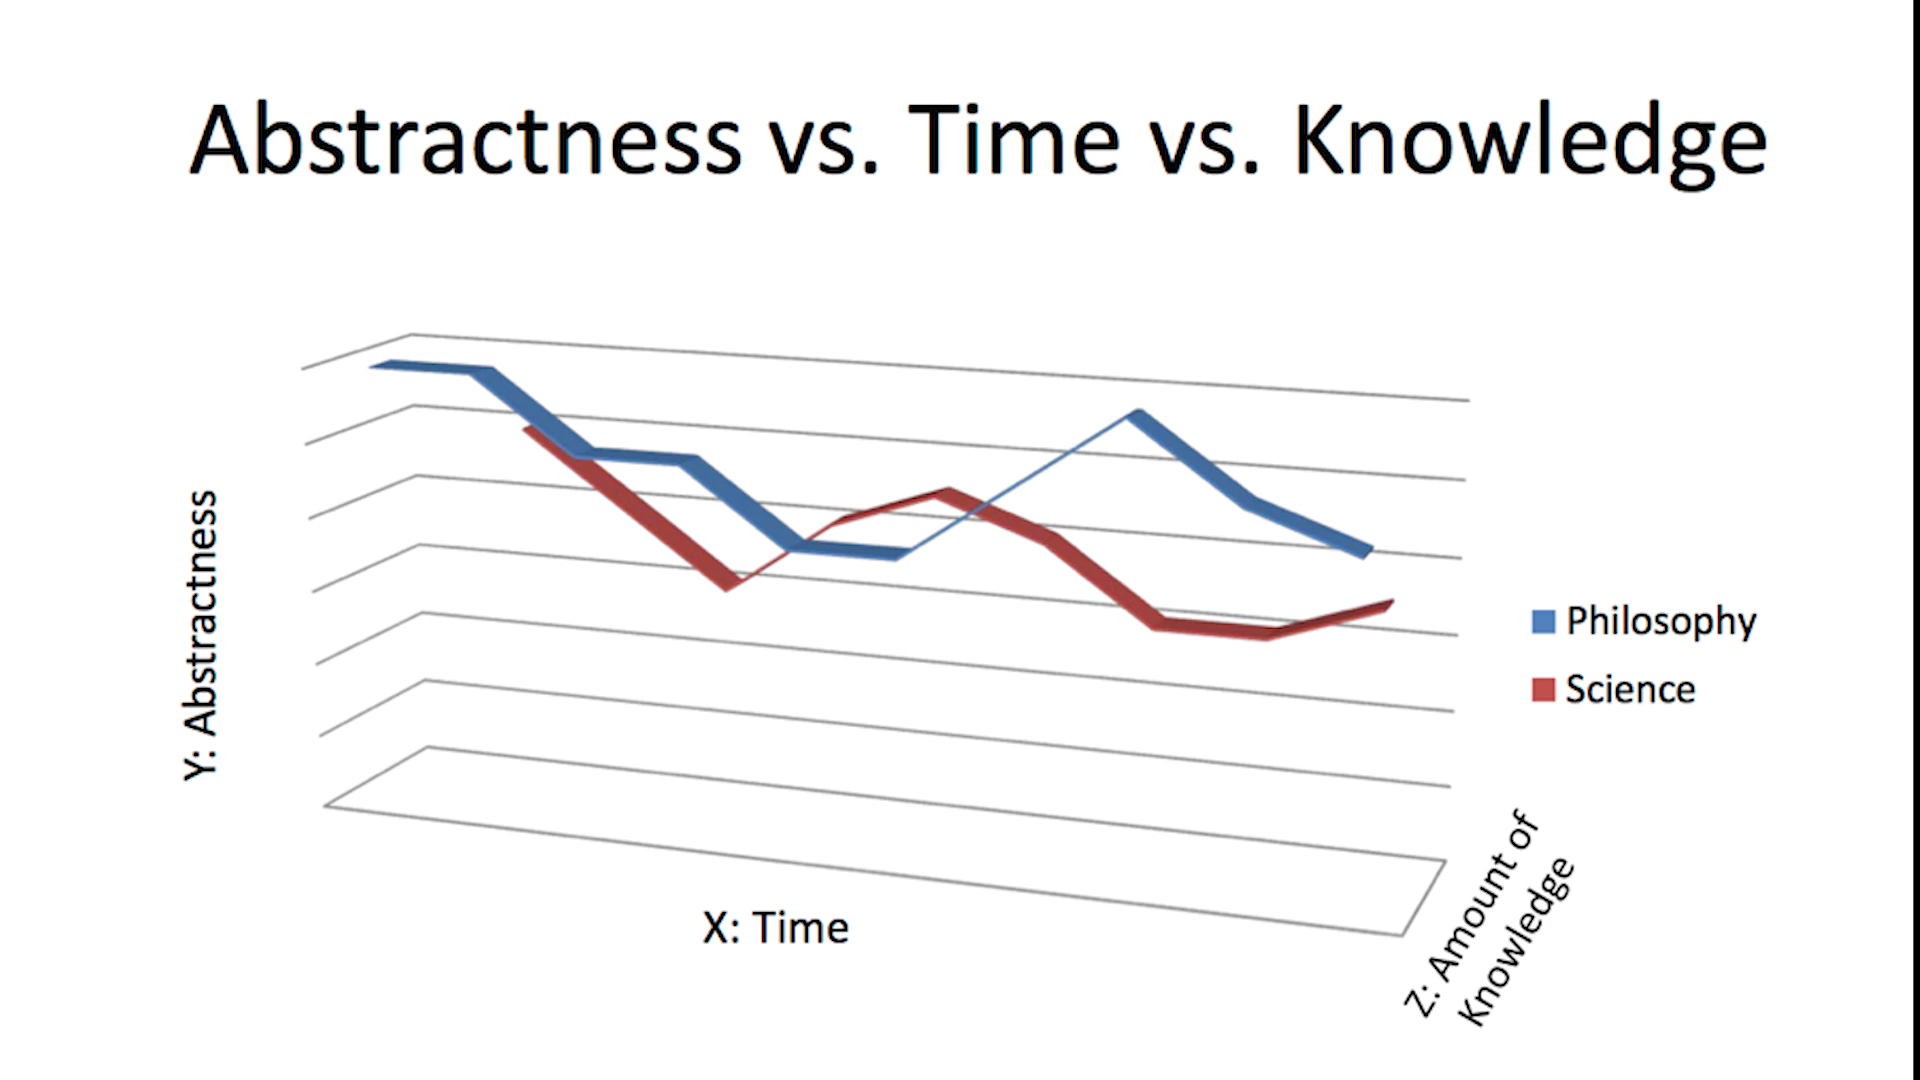 Abstractness vs. Time vs. Knowledge
Y: Abstractness
Philosophy
Science
X: Time
Z: Amount of
Knowledge